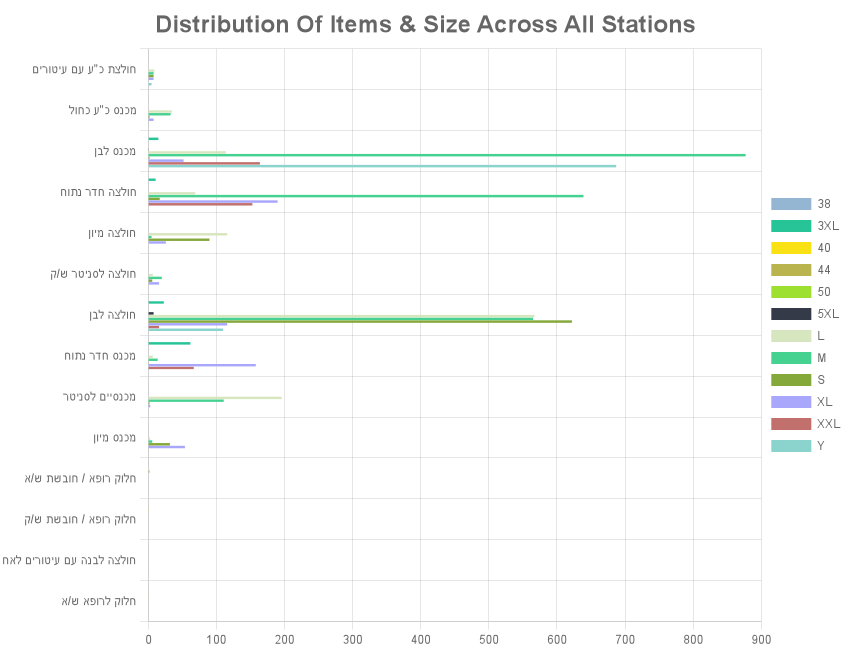 Distribution Of Items & Size Across All Stations
חולצת כ"ע עם עיטורים
מכנס כ"ע כחול
מכנס לבן
חולצה חדר נתוח
חולצה מיון
חולצה לסניטר ש/ק
חולצה לבן
מכנס חדר נתוח
מכנסיים לסניטר
מכנס מיון
חלוק רופא / חובשת ש/א
חלוק רופא / חובשת ש/ק
חולצה לבנה עם עיטורים לאח
חלוק לרופא ש/א
0 100 200 300 400 500 600 700 800 900
38
3XL
40
44
50
5XL
L
M
S
XL
XXL
Y